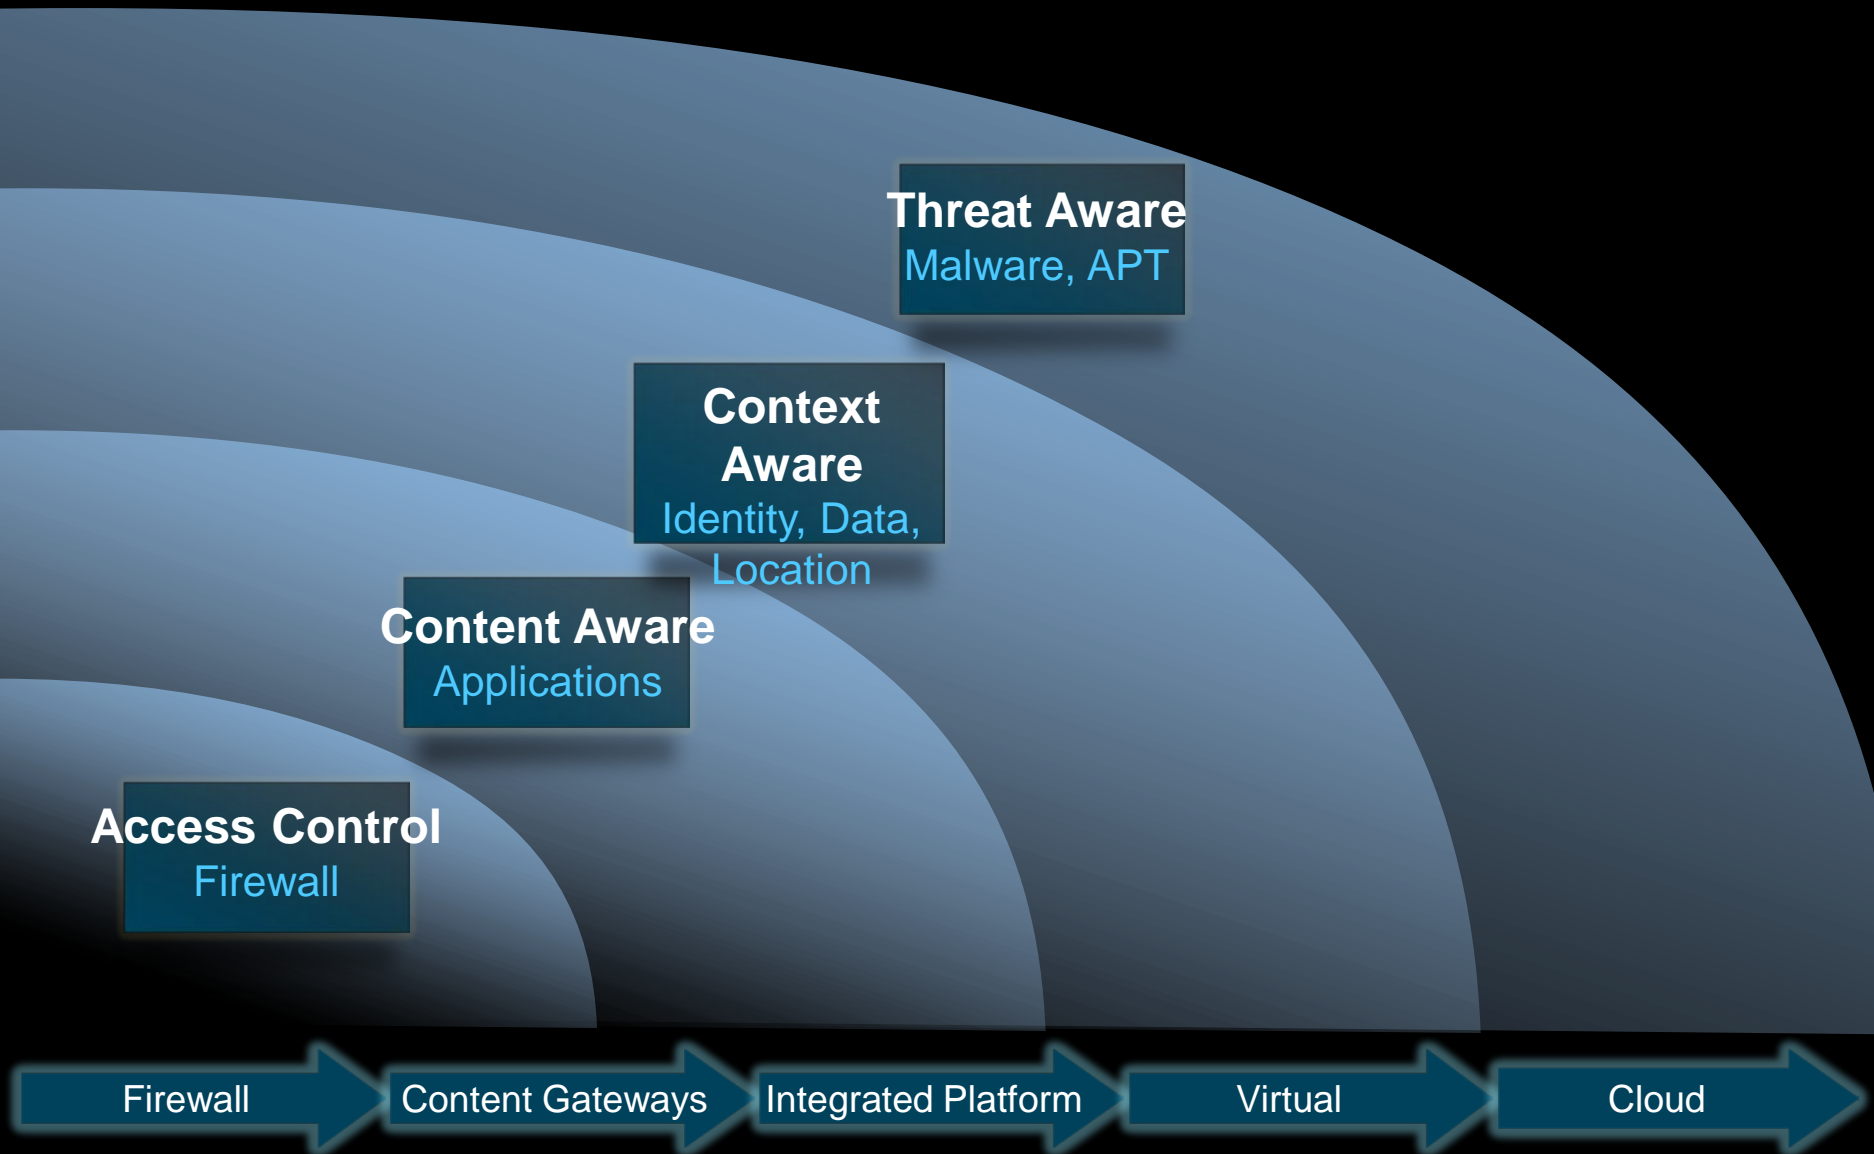 Threat Aware
Malware, APT
Context
Aware
Identity, Data,
Location
Content Aware
Applications
Access Control
Firewall
Firewall
Content Gateways
Integrated Platform
Virtual
Cloud